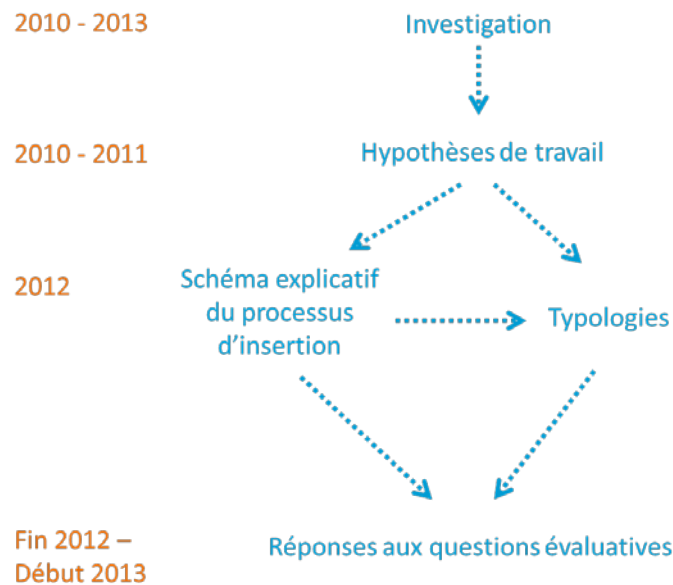 2010 - 2013
Investigation
2010 - 2011
Hypothèses de travail
2012
Schéma explicatif
du processus
d'insertion
Typologies
Fin 2012 –
Début 2013
Réponses aux questions évaluatives